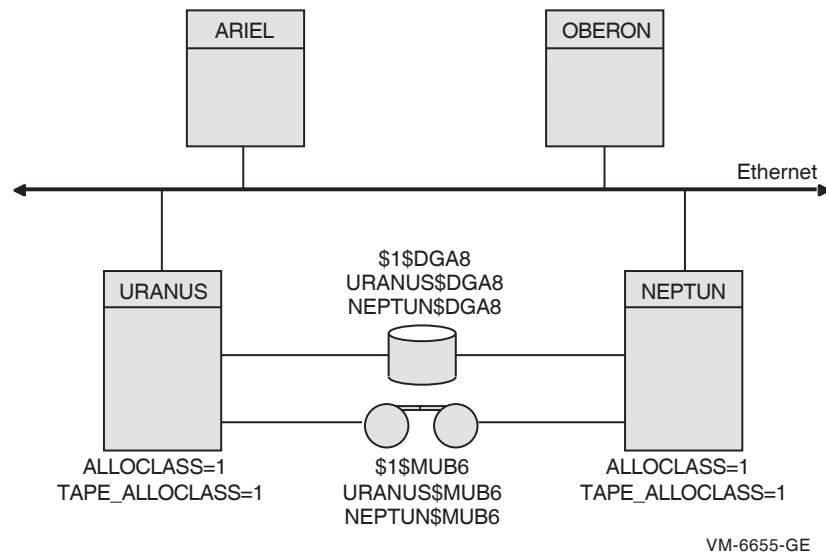 ARIEL
OBERON
Ethernet
$1$DGA8
URANUS$DGA8
NEPTUN$DGA8
URANUS
NEPTUN
ALLOCLASS=1
TAPE_ALLOCLASS=1
$1$MUB6
URANUS$MUB6
NEPTUN$MUB6
ALLOCLASS=1
TAPE_ALLOCLASS=1
VM-6655-GE